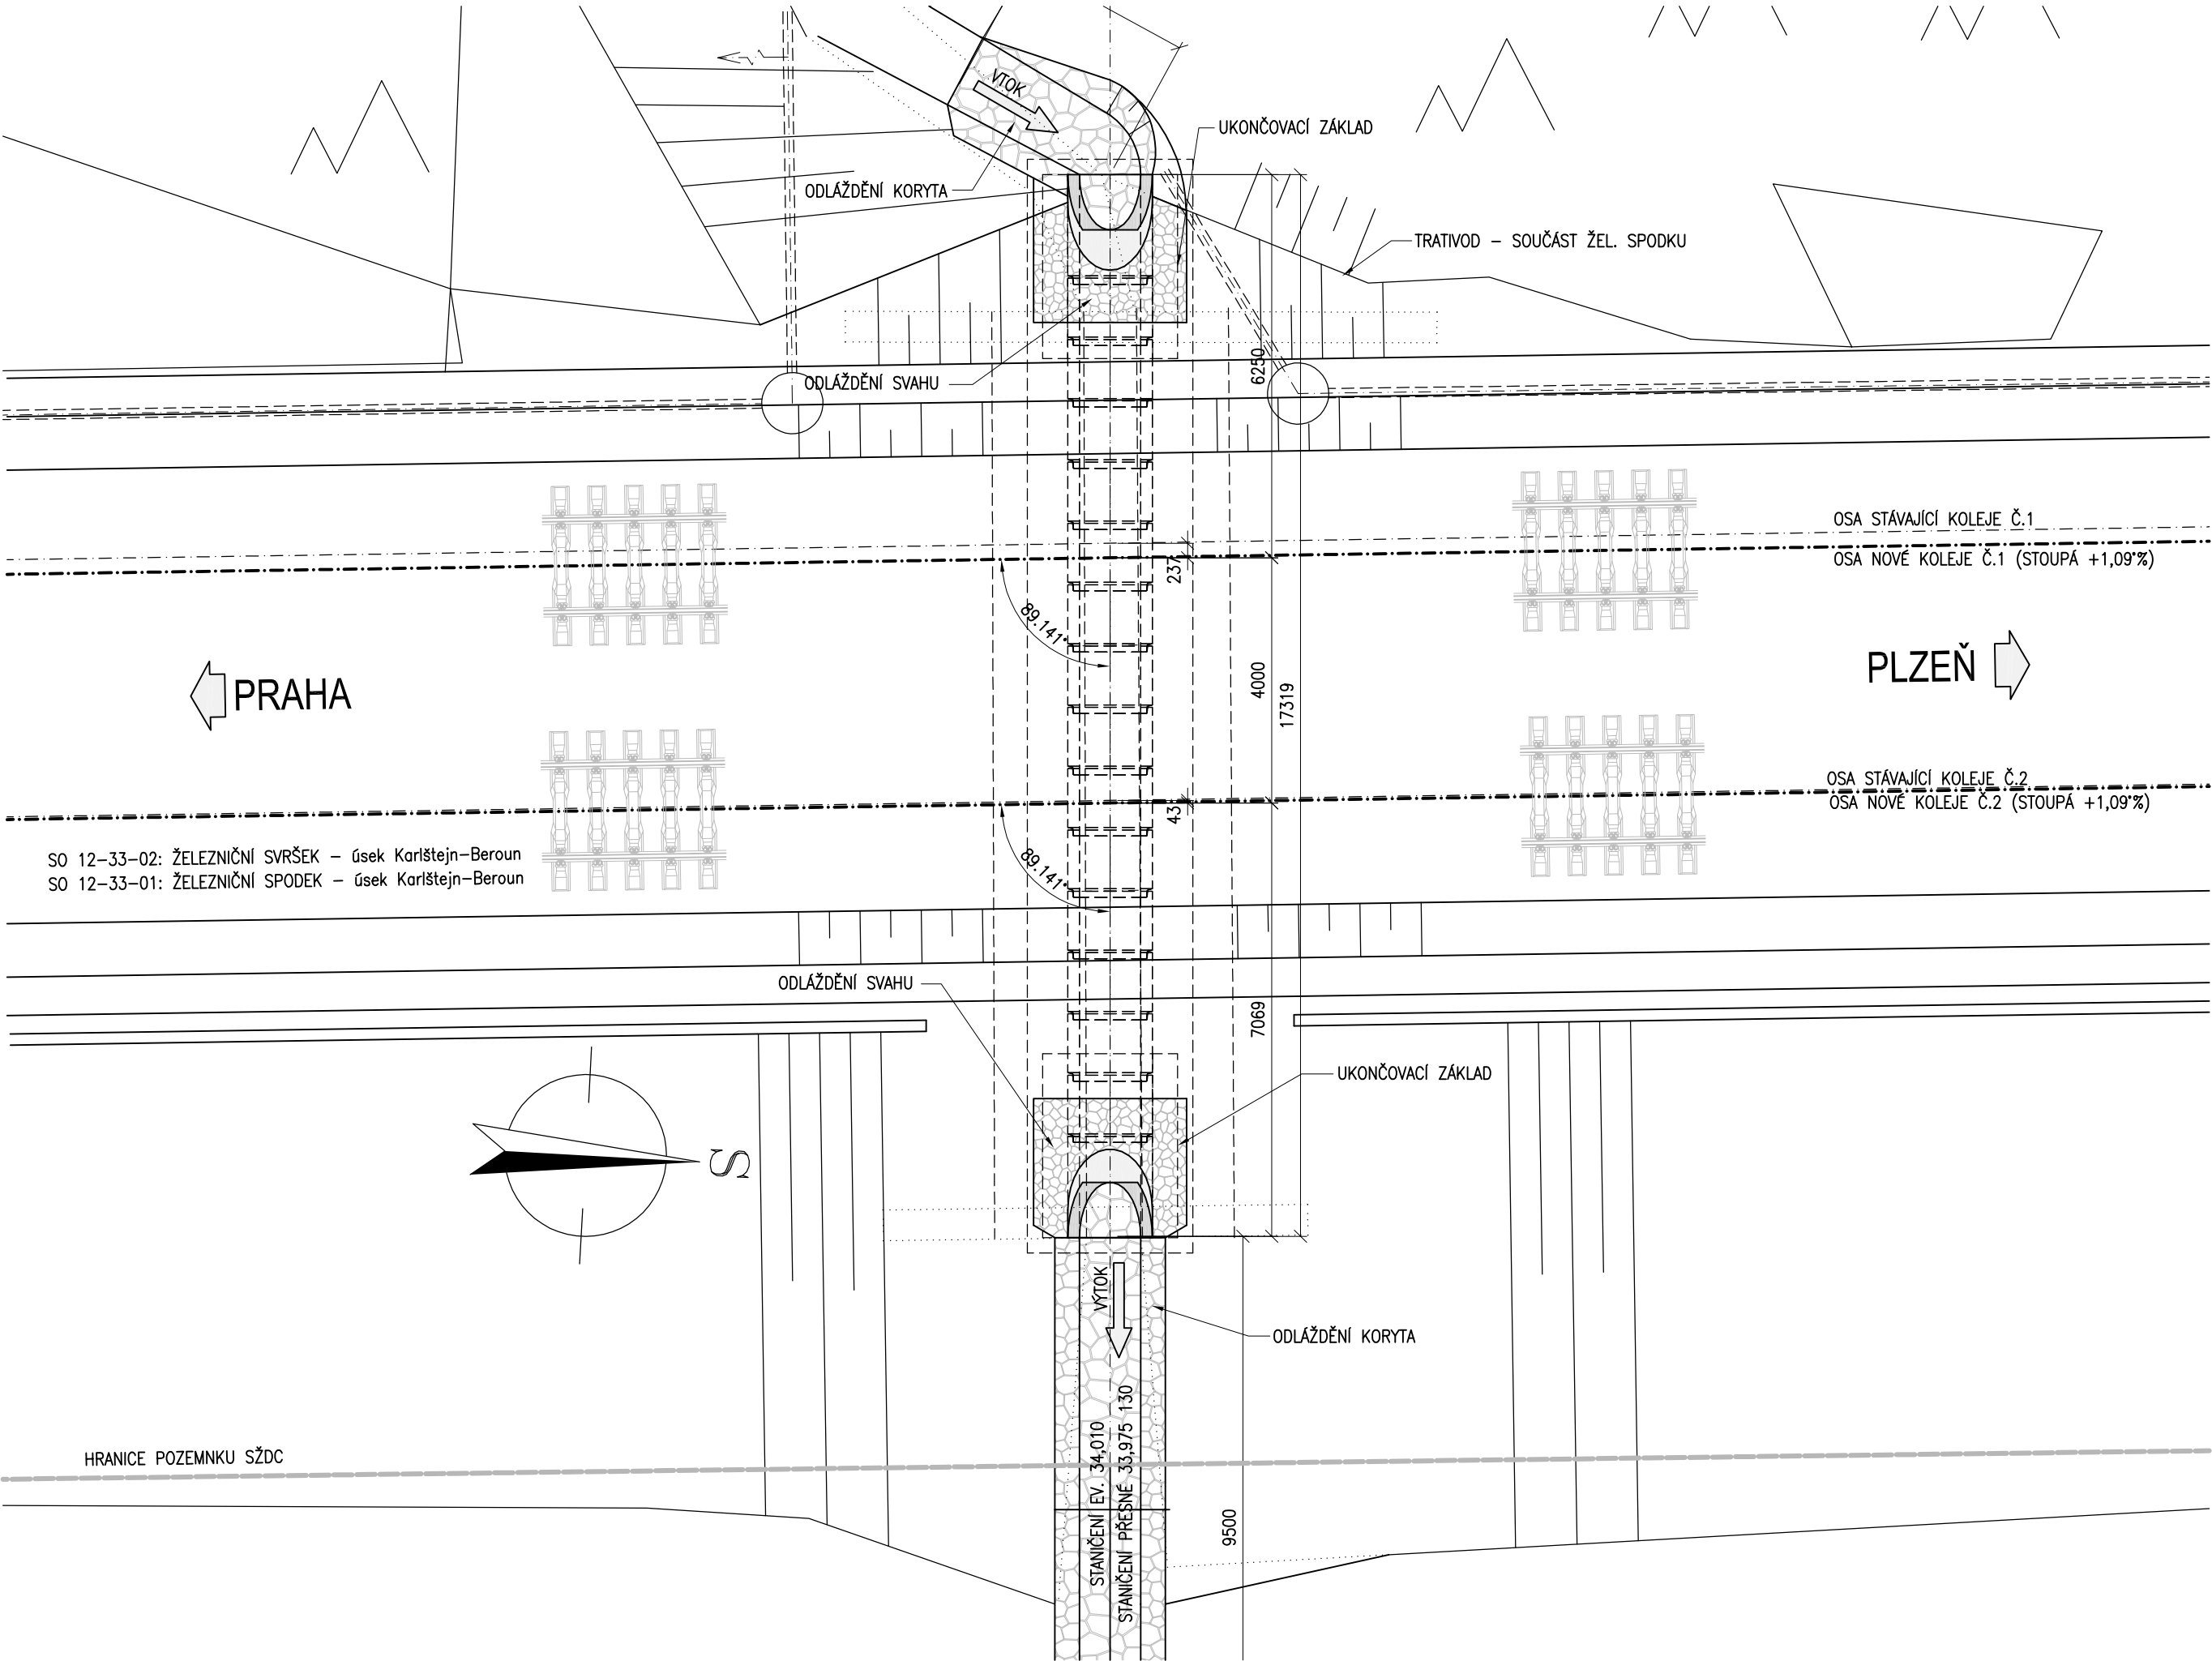 VTOK
UKONČOVACÍ ZÁKLAD
ODLÁŽDĚNÍ KORYTA
TRATIVOD – SOUČÁST ŽEL. SPODKU
6250
ODLÁŽDĚNÍ SVAHU
OSA STÁVAJÍCÍ KOLEJE Č.1
OSA NOVÉ KOLEJE Č.1 (STOUPÁ +1,09°%)
237
89.141°
4000
17319
PRAHA
PLZEŇ
OSA STÁVAJÍCÍ KOLEJE Č.2
OSA NOVÉ KOLEJE Č.2 (STOUPÁ +1,09°%)
43
89.141°
SO 12–33–02: ŽELEZNIČNÍ SVRŠEK – úsek Karlštejn–Beroun
SO 12–33–01: ŽELEZNIČNÍ SPODEK – úsek Karlštejn–Beroun
ODLÁŽDĚNÍ SVAHU
7069
UKONČOVACÍ ZÁKLAD
S
VÝTOK
ODLÁŽDĚNÍ KORYTA
STANIČENÍ EV. 34,010
STANIČENÍ PŘESNÉ 33,975 130
HRANICE POZEMNKU SŽDC
9500